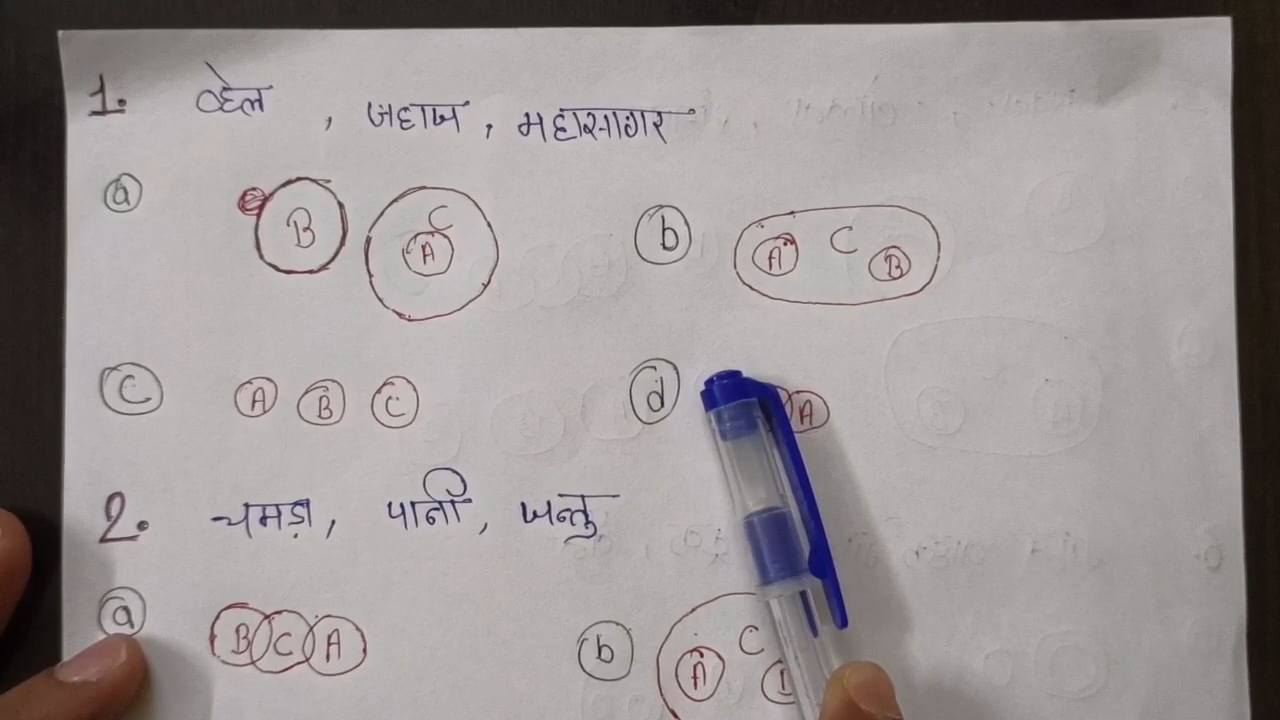 1. व्हेल , जहाज , महासागर
a B C A b A C B
C A B C d A
2. चमड़ा , पानी , जन्तु
a B C A b A C